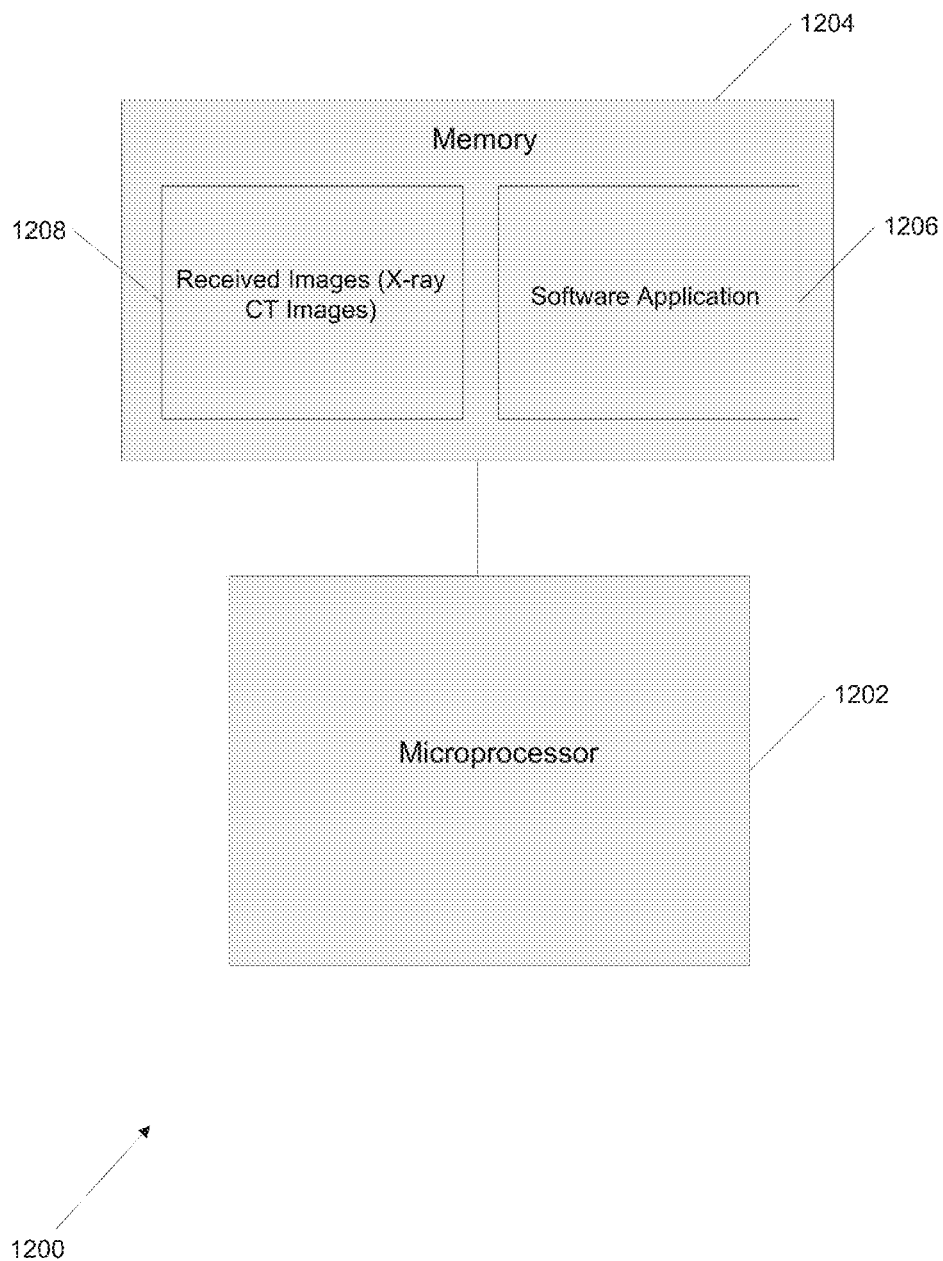 1204
Memory
1208
1206
Received Images (X-ray
CT Images)
Software Application
1202
Microprocessor
1200